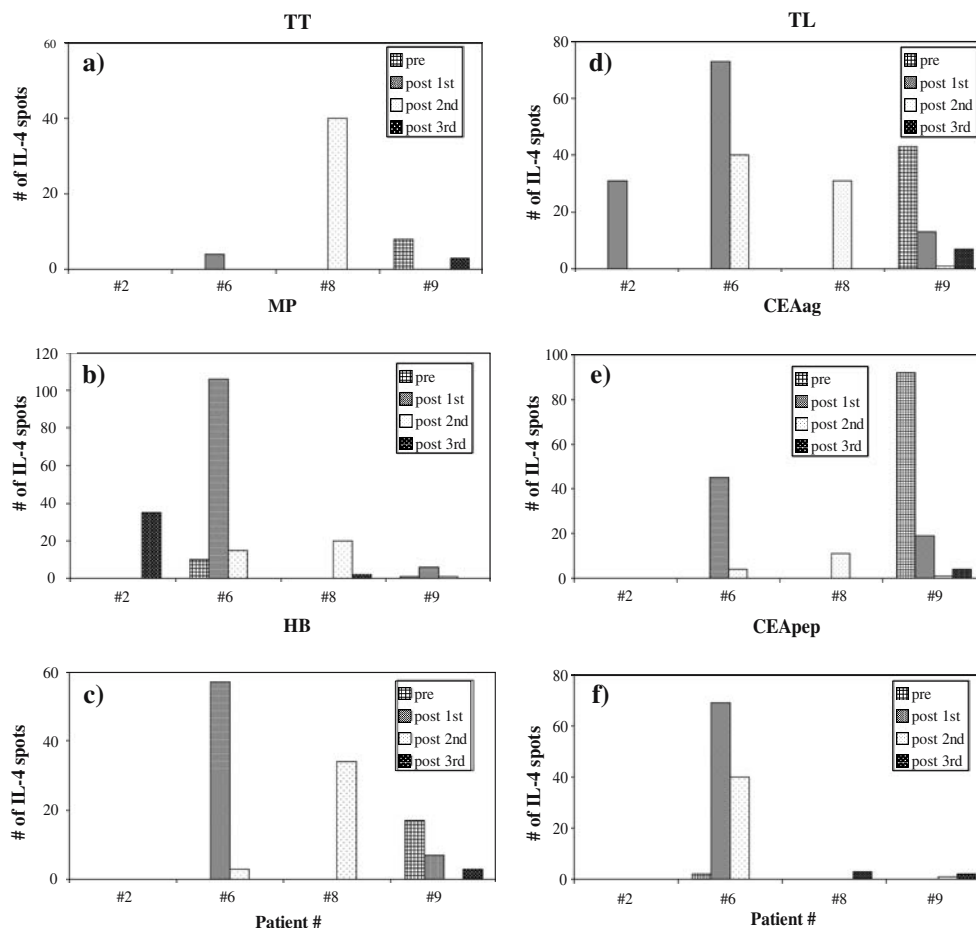 TT
a)
# of IL-4 spots
60
40
20
0
pre
post 1st
post 2nd
post 3rd
#2 #6 #8 #9
MP
b)
# of IL-4 spots
120
100
80
60
40
20
0
pre
post 1st
post 2nd
post 3rd
#2 #6 #8 #9
HB
c)
# of IL-4 spots
60
40
20
0
pre
post 1st
post 2nd
post 3rd
#2 #6 #8 #9
Patient #
TL
d)
# of IL-4 spots
80
60
40
20
0
pre
post 1st
post 2nd
post 3rd
#2 #6 #8 #9
CEAag
e)
# of IL-4 spots
100
80
60
40
20
0
pre
post 1st
post 2nd
post 3rd
#2 #6 #8 #9
CEApep
f)
# of IL-4 spots
80
60
40
20
0
pre
post 1st
post 2nd
post 3rd
#2 #6 #8 #9
Patient #